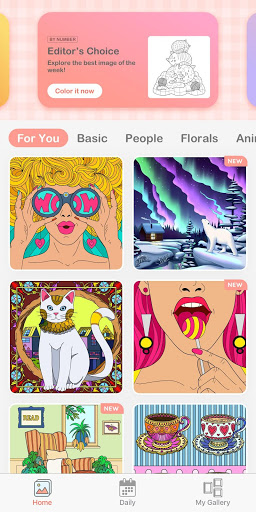 BY NUMBER
Editor's Choice
Explore the best image of the week!
Color it now
For You Basic People Florals Ani
WOW
NEW
NEW
NEW
READ
Home Daily My Gallery